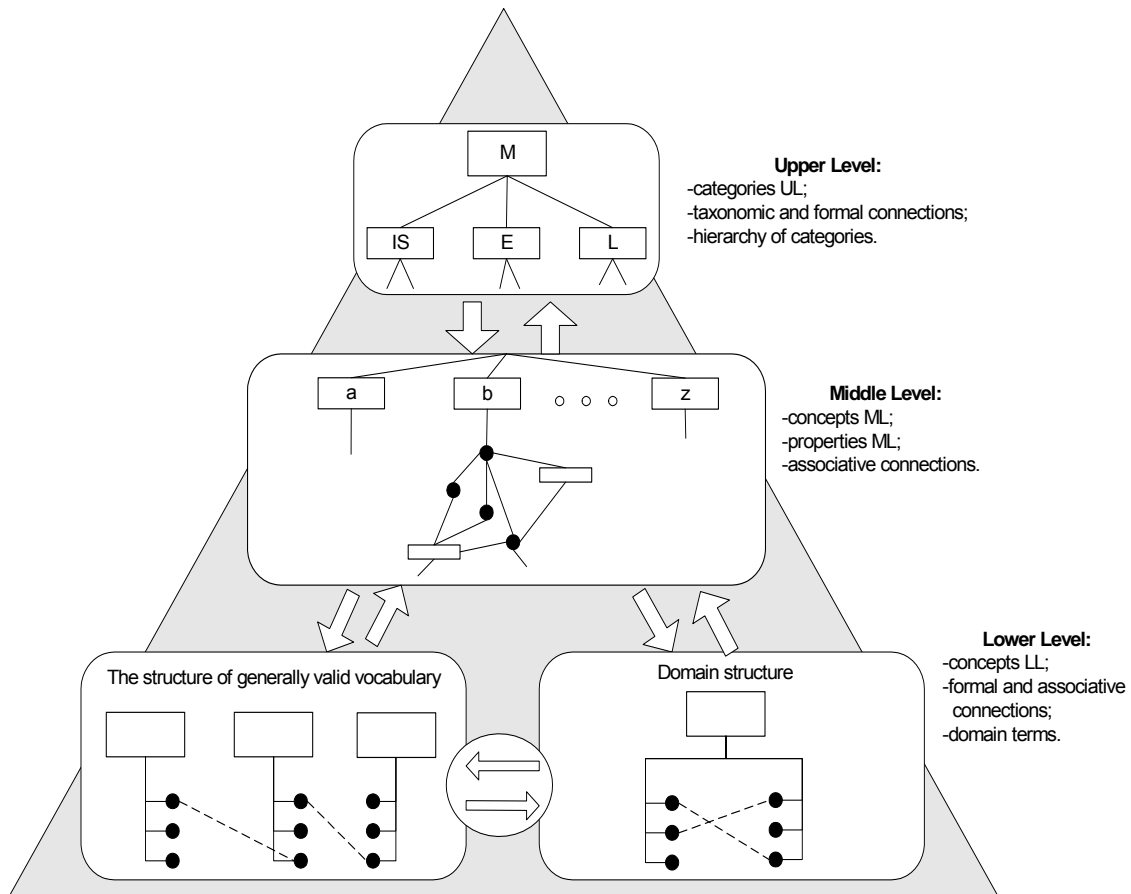 M
IS
E
L
Upper Level:
-categories UL;
-taxonomic and formal connections;
-hierarchy of categories.
a
b
z
Middle Level:
-concepts ML;
-properties ML;
-associative connections.
The structure of generally valid vocabulary
Domain structure
Lower Level:
-concepts LL;
-formal and associative
connections;
-domain terms.